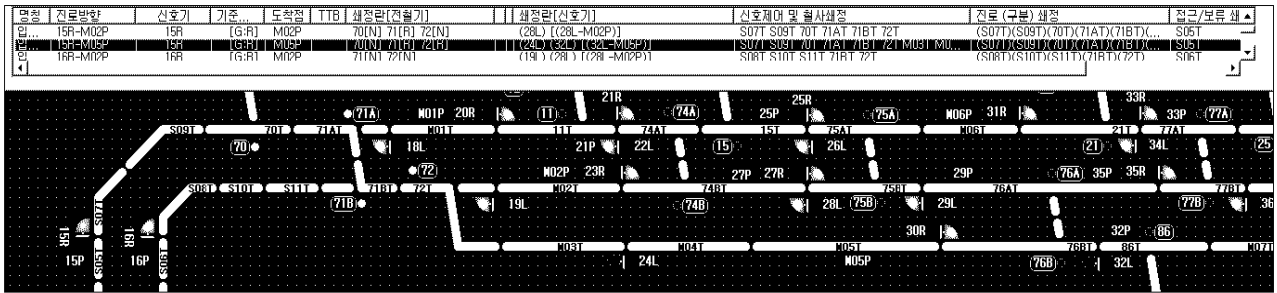 명칭 진로방향 신호기 기준... 도착점 TTB 쇄정란[전철기] 쇄정란[신호기] 신호제어 및 철사쇄정 진로 (구분) 쇄정 접근/보류 쇄
입... 15R-M02P 15R [G:R] M02P 70[N] 71[R] 72[N] (28L) [(28L-M02P)] S07T S09T 70T 71AT 71BT 72T (S07T)(S09T)(70T)(71AT)(71BT)(... S05T
입... 15R-M05P 15R [G:R] M05P 70[N] 71[R] 72[R] (24L) (32L) [(32L-M05P)] S07T S09T 70T 71AT 71BT 72T M03T M0... (S07T)(S09T)(70T)(71AT)(71BT)(... S05T
입 16R-M02P 16R [G:R] M02P 71[N] 72[N] (19L) (28L) [(28L-M02P)] S08T S10T S11T 71BT 72T (S08T)(S10T)(S11T)(71BT)(72T) S06T
21R 25R 33R
71A M01P 20R 11 74A 25P 75A M06P 31R 33P 77A
S09T 70T 71AT M01T 11T 74AT 15T 75AT M06T 21T 77AT
70 18L 21P 22L 15 26L 21 34L 25
72 M02P 23R 27P 27R 29P 76A 35P 35R
S08T S10T S11T 71BT 72T M02T 74BT 75BT 76AT 77BT
71B 19L 74B 28L 75B 29L 77B 36
S07T
15R 16R 30R 32P 86
M03T M04T M05T 76BT 86T M07T
15P 16P 24L M05P 76B 32L
S05T S06T